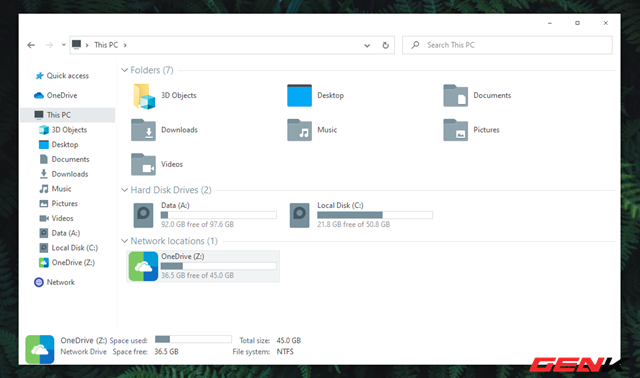 This PC
Search This PC
Quick access
OneDrive
This PC
3D Objects
Desktop
Documents
Downloads
Music
Pictures
Videos
Data (A:)
Local Disk (C:)
OneDrive (Z:)
Network
Folders (7)
3D Objects
Desktop
Documents
Downloads
Music
Pictures
Videos
Hard Disk Drives (2)
Data (A:)
92.0 GB free of 97.6 GB
Local Disk (C:)
21.8 GB free of 50.8 GB
Network locations (1)
OneDrive (Z:)
36.5 GB free of 45.0 GB
OneDrive (Z:) Space used: Total size: 45.0 GB
Network Drive Space free: 36.5 GB File system: NTFS
GENK